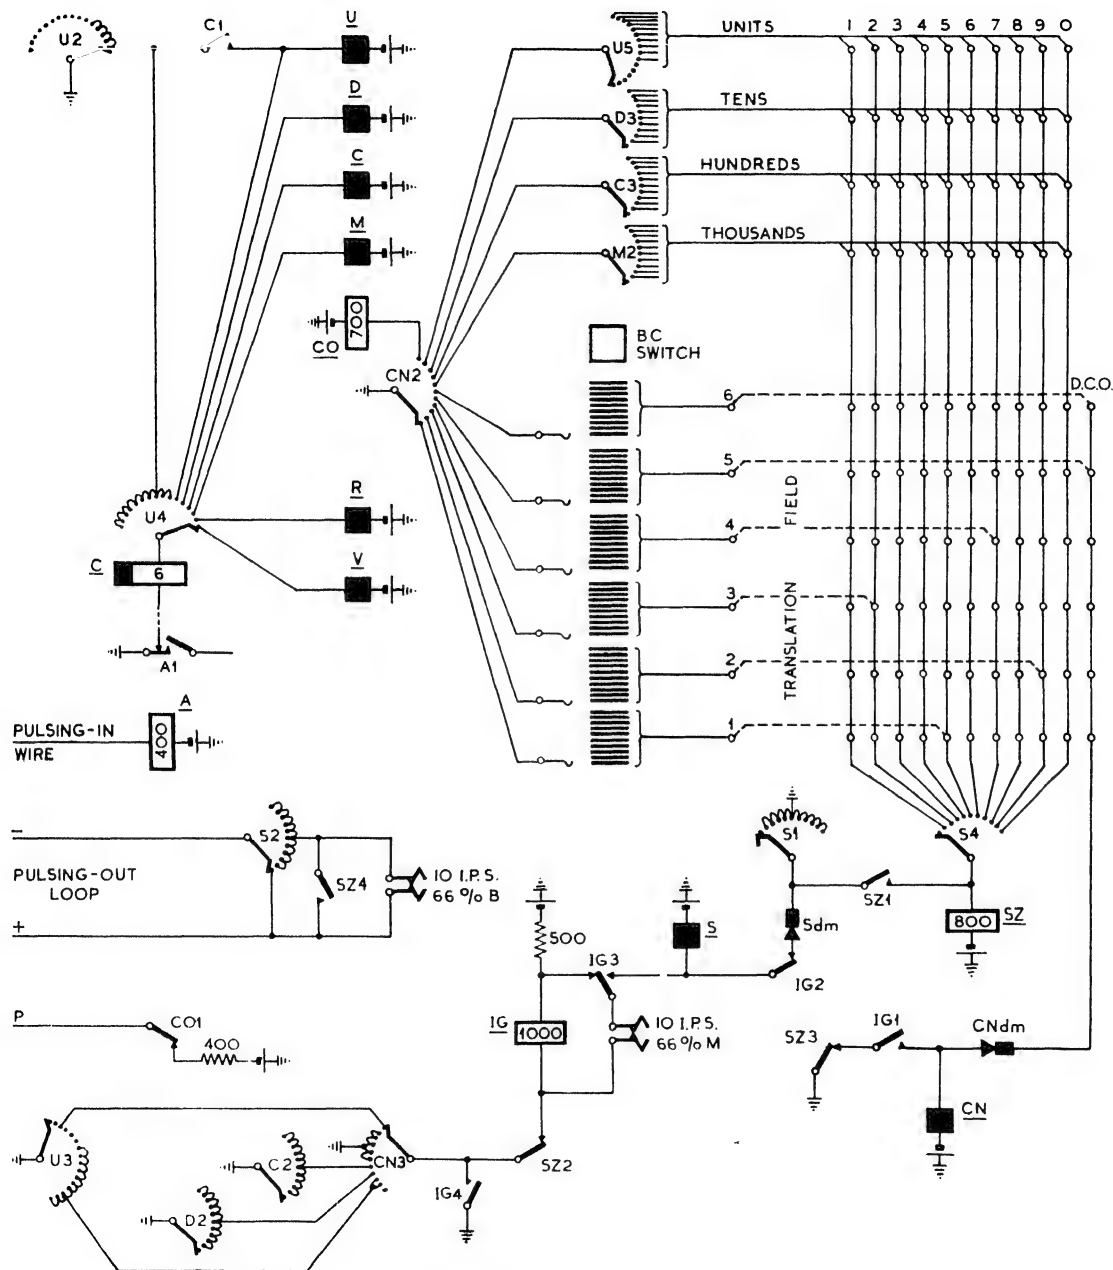 U2
C1
U
D
C
M
700
CO
CN2
U5
UNITS
1 2 3 4 5 6 7 8 9 0
D3
TENS
C3
HUNDREDS
M2
THOUSANDS
BC
SWITCH
D.C.O.
6
5
4
3
2
1
TRANSLATION FIELD
U4
R
V
C
6
A1
A
400
PULSING-IN
WIRE
S2
PULSING-OUT
LOOP
−
+
SZ4
10 I.P.S.
66 % B
S1
S4
SZ1
800
SZ
Sdm
S
500
IG3
IG2
IG
1000
10 I.P.S.
66 % M
P
CO1
400
SZ3
IG1
CNdm
CN
U3
C2
CN3
D2
SZ2
IG4